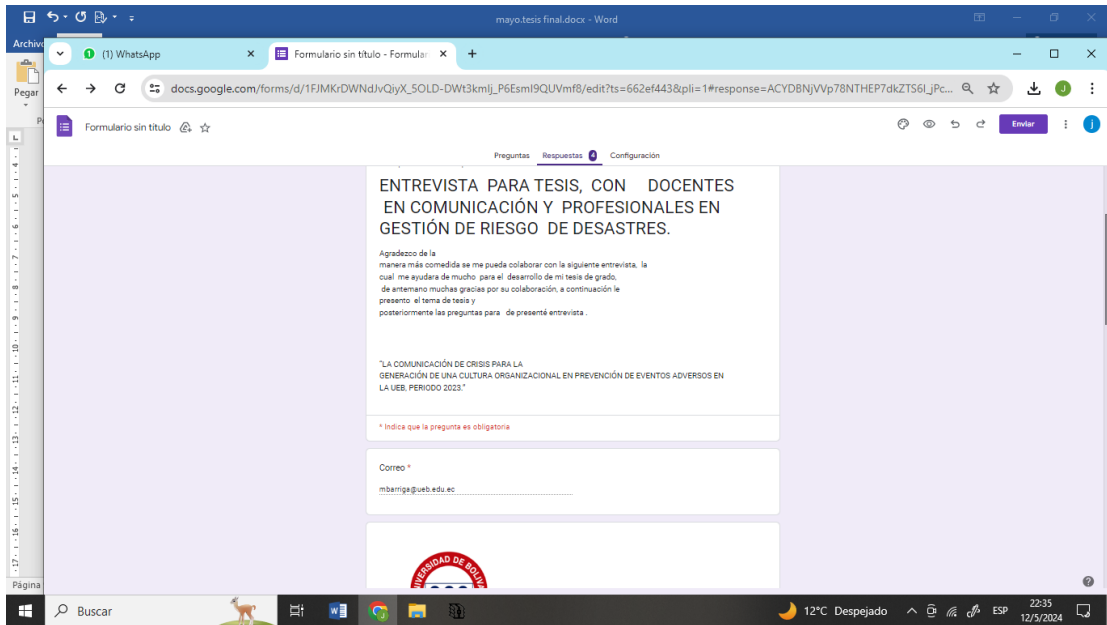 mayo.tesis final.docx - Word
Archivo
(1) WhatsApp
Formulario sin título - Formular
docs.google.com/forms/d/1FJMKrDWNdJvQiyX_5OLD-DWt3kmIj_P6EsmI9QUVmf8/edit?ts=662ef443&pli=1#response=ACYDBNjVVp78NTHEP7dkZTS6I_jPc...
J
Pegar
Formulario sin título
Enviar
j
Preguntas Respuestas 4 Configuración
ENTREVISTA PARA TESIS, CON DOCENTES
EN COMUNICACIÓN Y PROFESIONALES EN
GESTIÓN DE RIESGO DE DESASTRES.
Agradezco de la
manera más comedida se me pueda colaborar con la siguiente entrevista, la
cual me ayudara de mucho para el desarrollo de mi tesis de grado,
de antemano muchas gracias por su colaboración, a continuación le
presento el tema de tesis y
posteriormente las preguntas para de presenté entrevista .
"LA COMUNICACIÓN DE CRISIS PARA LA
GENERACIÓN DE UNA CULTURA ORGANIZACIONAL EN PREVENCIÓN DE EVENTOS ADVERSOS EN
LA UEB, PERIODO 2023."
* Indica que la pregunta es obligatoria
Correo *
mbarriga@ueb.edu.ec
Página
Buscar
12°C Despejado
ESP
22:35
12/5/2024